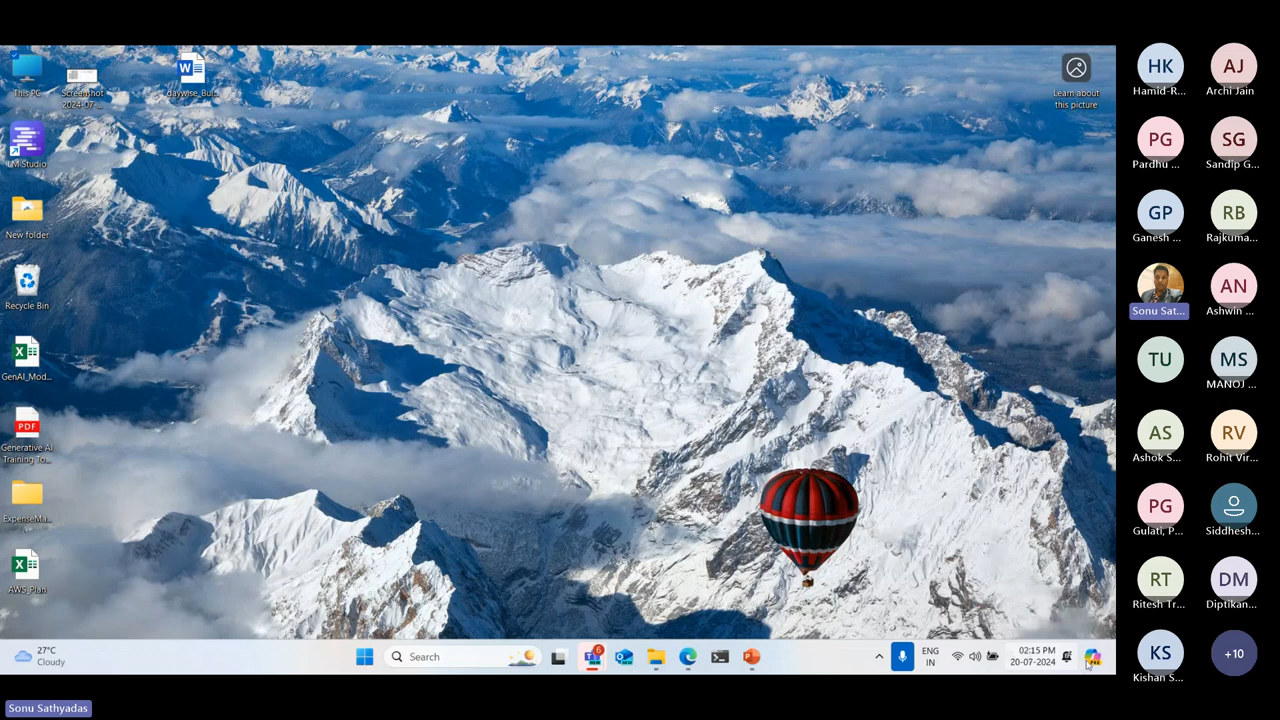 This PC
Screenshot
2024-07-...
daywise_Bui...
Learn about
this picture
LM Studio
New folder
Recycle Bin
GenAI_Mod...
PDF
Generative AI
Training To...
ExpenseMa...
AWS_Plan
27°C
Cloudy
Search
6
ENG
IN
02:15 PM
20-07-2024
PRE
Sonu Sathyadas
HK
Hamid-R...
AJ
Archi Jain
PG
Pardhu ...
SG
Sandip G...
GP
Ganesh ...
RB
Rajkuma...
Sonu Sat...
AN
Ashwin ...
TU
MS
MANOJ ...
AS
Ashok S...
RV
Rohit Vir...
PG
Gulati, P...
Siddhesh...
RT
Ritesh Tr...
DM
Diptikan...
KS
Kishan S...
+10